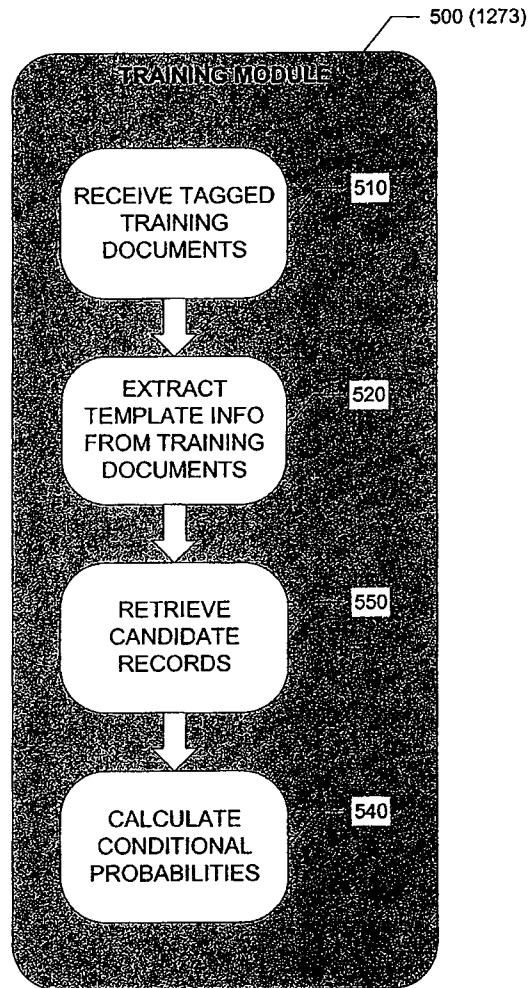 500 (1273)
TRAINING MODULE
RECEIVE TAGGED
TRAINING
DOCUMENTS
510
EXTRACT
TEMPLATE INFO
FROM TRAINING
DOCUMENTS
520
RETRIEVE
CANDIDATE
RECORDS
550
CALCULATE
CONDITIONAL
PROBABILITIES
540